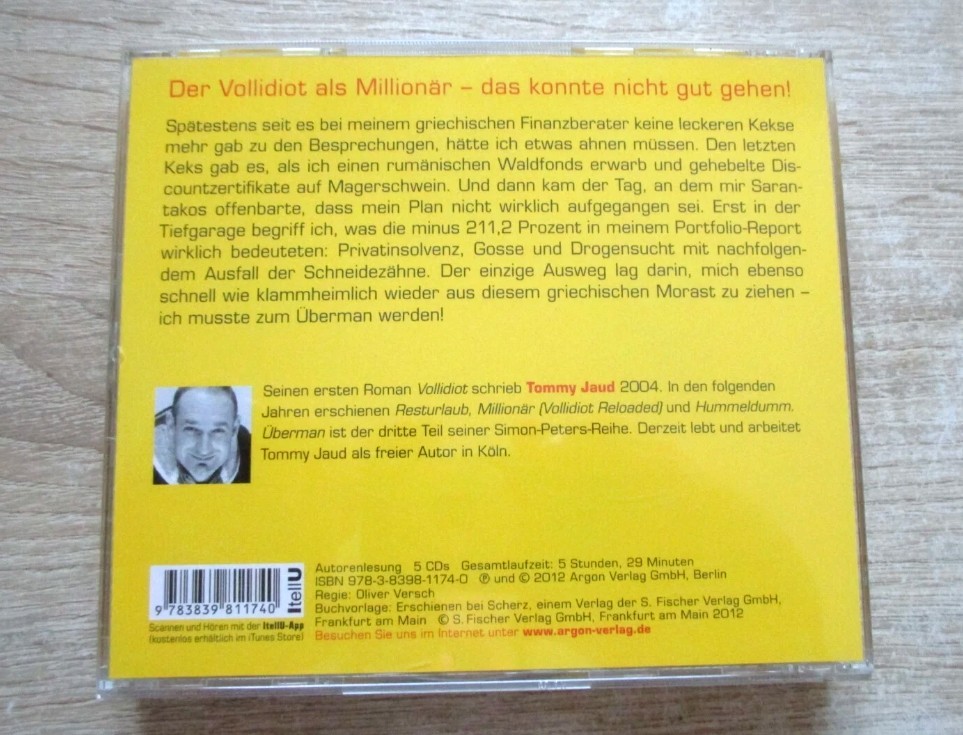 Der Vollidiot als Millionär – das konnte nicht gut gehen!
Spätestens seit es bei meinem griechischen Finanzberater keine leckeren Kekse
mehr gab zu den Besprechungen, hätte ich etwas ahnen müssen. Den letzten
Keks gab es, als ich einen rumänischen Waldfonds erwarb und gehebelte Dis-
countzertifikate auf Magerschwein. Und dann kam der Tag, an dem mir Saran-
takos offenbarte, dass mein Plan nicht wirklich aufgegangen sei. Erst in der
Tiefgarage begriff ich, was die minus 211,2 Prozent in meinem Portfolio-Report
wirklich bedeuteten: Privatinsolvenz, Gosse und Drogensucht mit nachfolgen-
dem Ausfall der Schneidezähne. Der einzige Ausweg lag darin, mich ebenso
schnell wie klammheimlich wieder aus diesem griechischen Morast zu ziehen –
ich musste zum Überman werden!
Seinen ersten Roman Vollidiot schrieb Tommy Jaud 2004. In den folgenden
Jahren erschienen Resturlaub, Millionär (Vollidiot Reloaded) und Hummeldumm.
Überman ist der dritte Teil seiner Simon-Peters-Reihe. Derzeit lebt und arbeitet
Tommy Jaud als freier Autor in Köln.
9 783839 811740
ItellU
Scannen und Hören mit der ItellU-App
(kostenlos erhältlich im iTunes Store)
Autorenlesung 5 CDs Gesamtlaufzeit: 5 Stunden, 29 Minuten
ISBN 978-3-8398-1174-0 ℗ und © 2012 Argon Verlag GmbH, Berlin
Regie: Oliver Versch
Buchvorlage: Erschienen bei Scherz, einem Verlag der S. Fischer Verlag GmbH,
Frankfurt am Main © S. Fischer Verlag GmbH, Frankfurt am Main 2012
Besuchen Sie uns im Internet unter www.argon-verlag.de